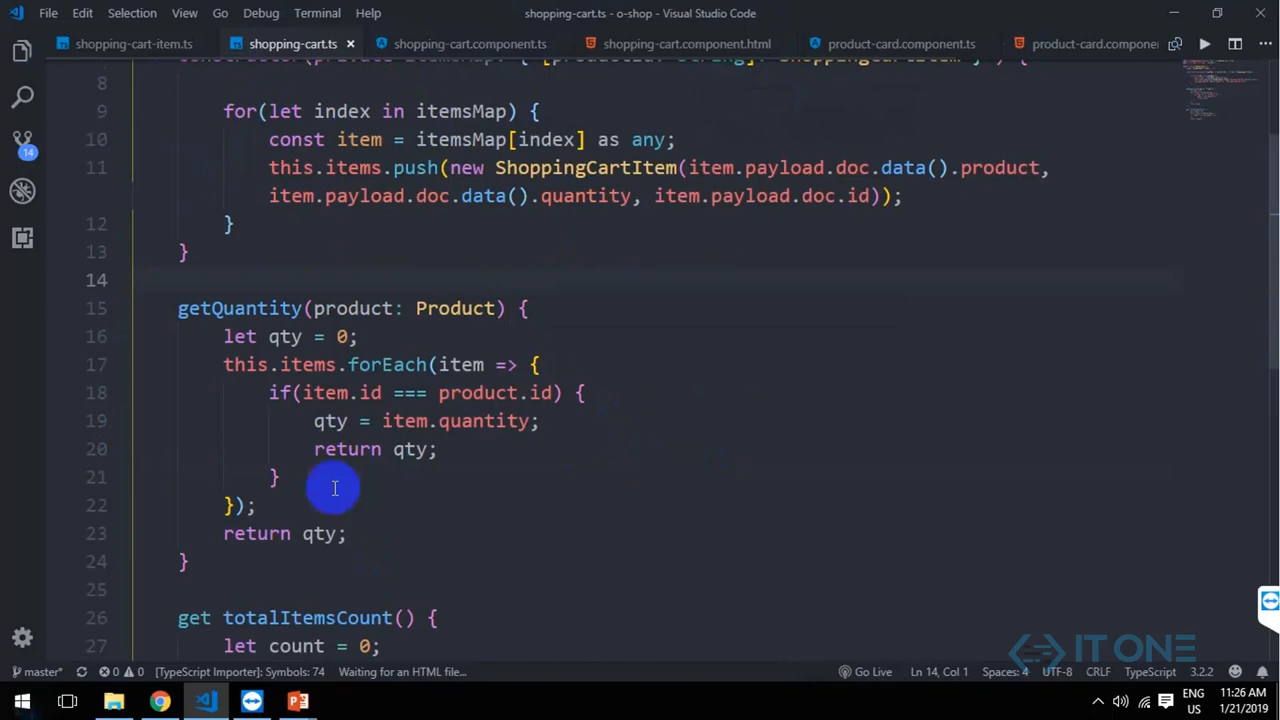 File Edit Selection View Go Debug Terminal Help shopping-cart.ts - o-shop - Visual Studio Code
shopping-cart-item.ts shopping-cart.ts × shopping-cart.component.ts shopping-cart.component.html product-card.component.ts product-card.compone
8
9 for(let index in itemsMap) {
10 const item = itemsMap[index] as any;
11 this.items.push(new ShoppingCartItem(item.payload.doc.data().product,
item.payload.doc.data().quantity, item.payload.doc.id));
12 }
13 }
14
15 getQuantity(product: Product) {
16 let qty = 0;
17 this.items.forEach(item => {
18 if(item.id === product.id) {
19 qty = item.quantity;
20 return qty;
21 }
22 });
23 return qty;
24 }
25
26 get totalItemsCount() {
27 let count = 0;
14
IT ONE
master* 0 0 [TypeScript Importer]: Symbols: 74 Waiting for an HTML file... Go Live Ln 14, Col 1 Spaces: 4 UTF-8 CRLF TypeScript 3.2.2
ENG 11:26 AM
US 1/21/2019